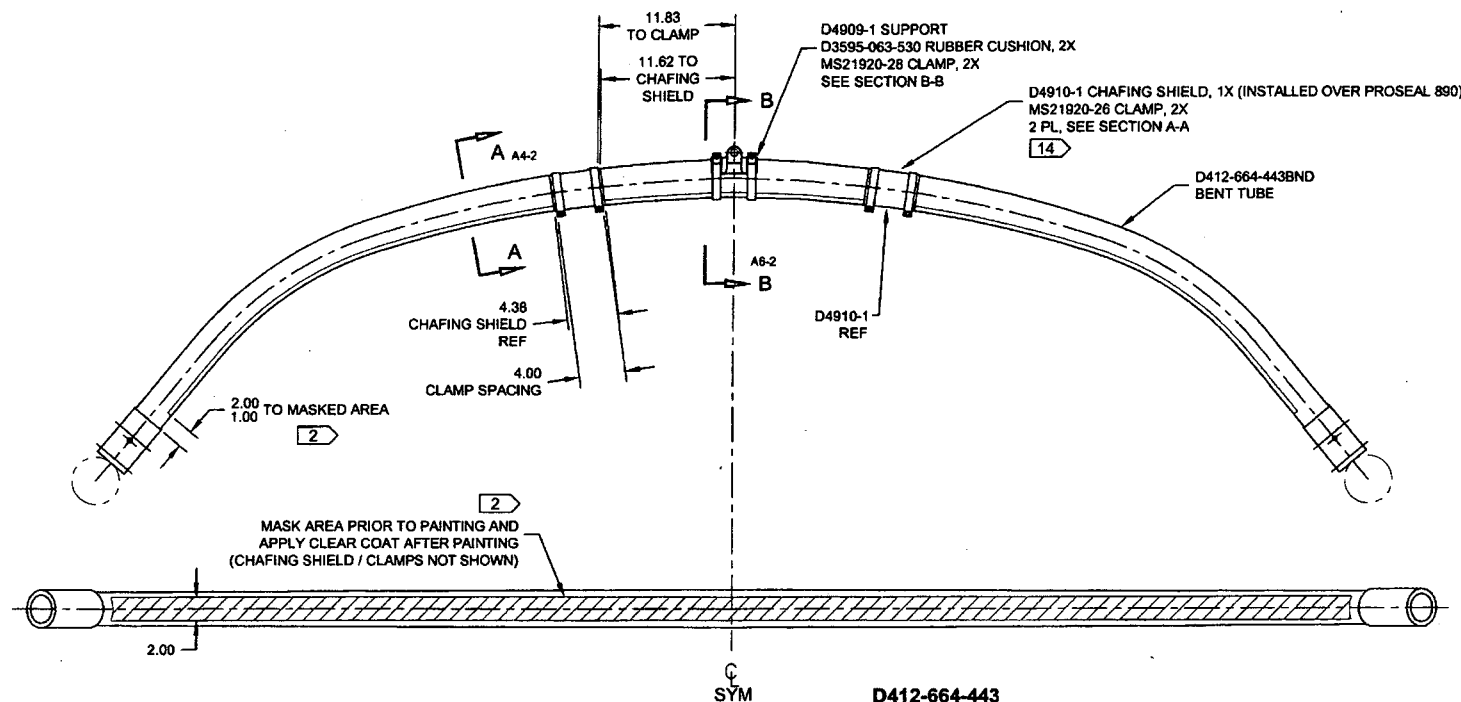 11.83
TO CLAMP
11.62 TO
CHAFING
SHIELD
D4909-1 SUPPORT
D3595-063-530 RUBBER CUSHION, 2X
MS21920-28 CLAMP, 2X
SEE SECTION B-B
D4910-1 CHAFING SHIELD, 1X (INSTALLED OVER PROSEAL 890)
MS21920-26 CLAMP, 2X
2 PL, SEE SECTION A-A
14
B
A A4-2
D412-664-443BND
BENT TUBE
A
A6-2
B
4.38
CHAFING SHIELD
REF
D4910-1
REF
4.00
CLAMP SPACING
2.00
1.00 TO MASKED AREA
2
2
MASK AREA PRIOR TO PAINTING AND
APPLY CLEAR COAT AFTER PAINTING
(CHAFING SHIELD / CLAMPS NOT SHOWN)
2.00
CL
SYM
D412-664-443